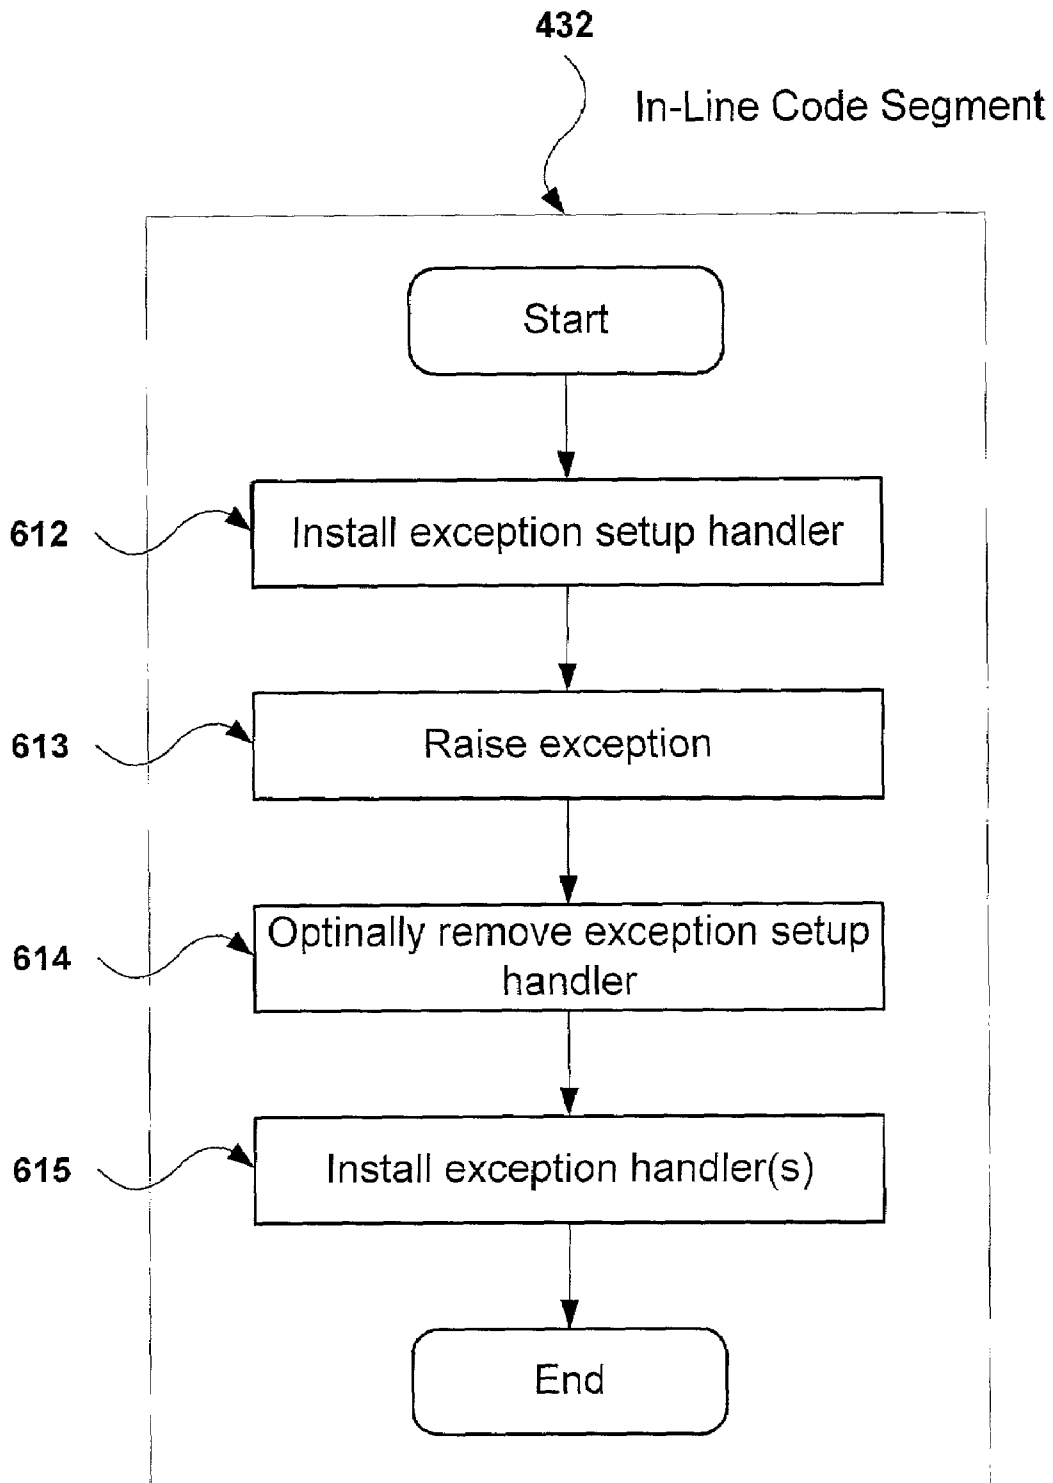 432
In-Line Code Segment
Start
612
Install exception setup handler
613
Raise exception
614
Optinally remove exception setup
handler
615
Install exception handler(s)
End